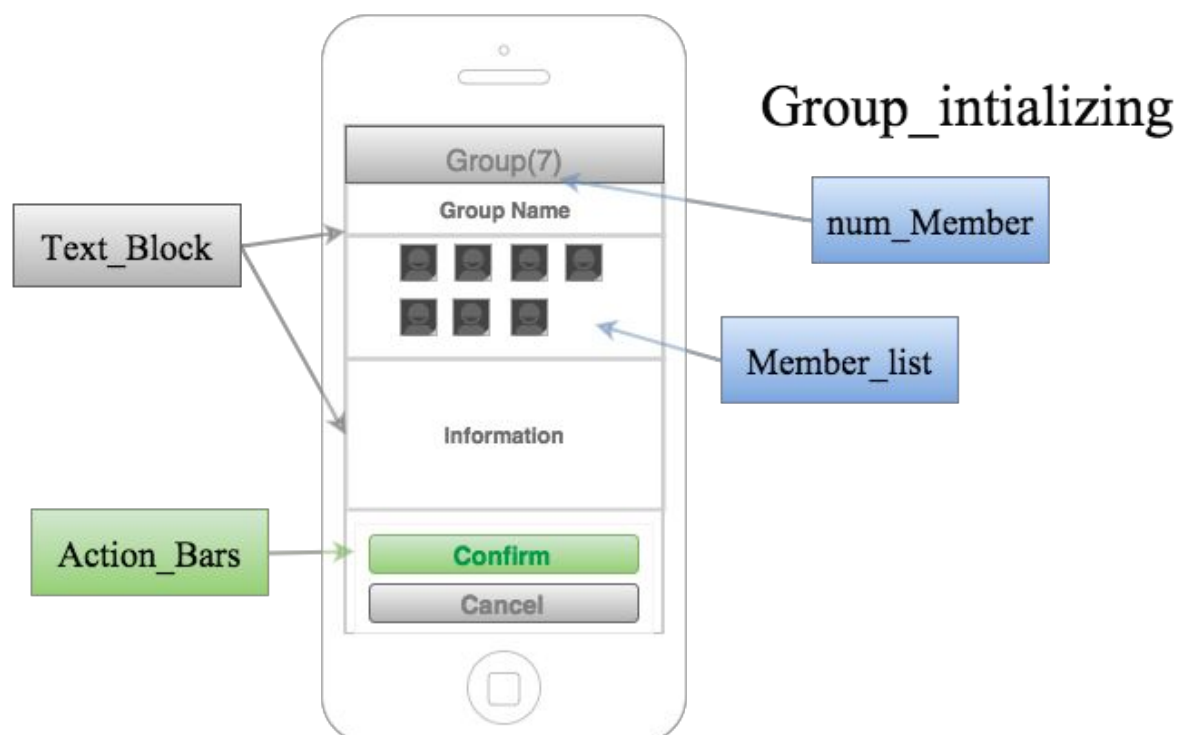 Group_intializing
Group(7)
num_Member
Group Name
Text_Block
Member_list
Information
Action_Bars
Confirm
Cancel